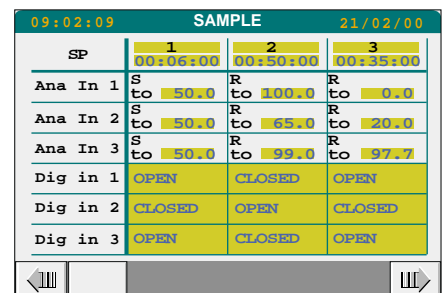 09:02:09 SAMPLE 21/02/00
SP 1 2 3
00:06:00 00:50:00 00:35:00
Ana In 1 S to 50.0 R to 100.0 R to 0.0
Ana In 2 S to 50.0 R to 65.0 R to 20.0
Ana In 3 S to 50.0 R to 99.0 R to 97.7
Dig in 1 OPEN CLOSED OPEN
Dig in 2 CLOSED OPEN CLOSED
Dig in 3 OPEN CLOSED OPEN